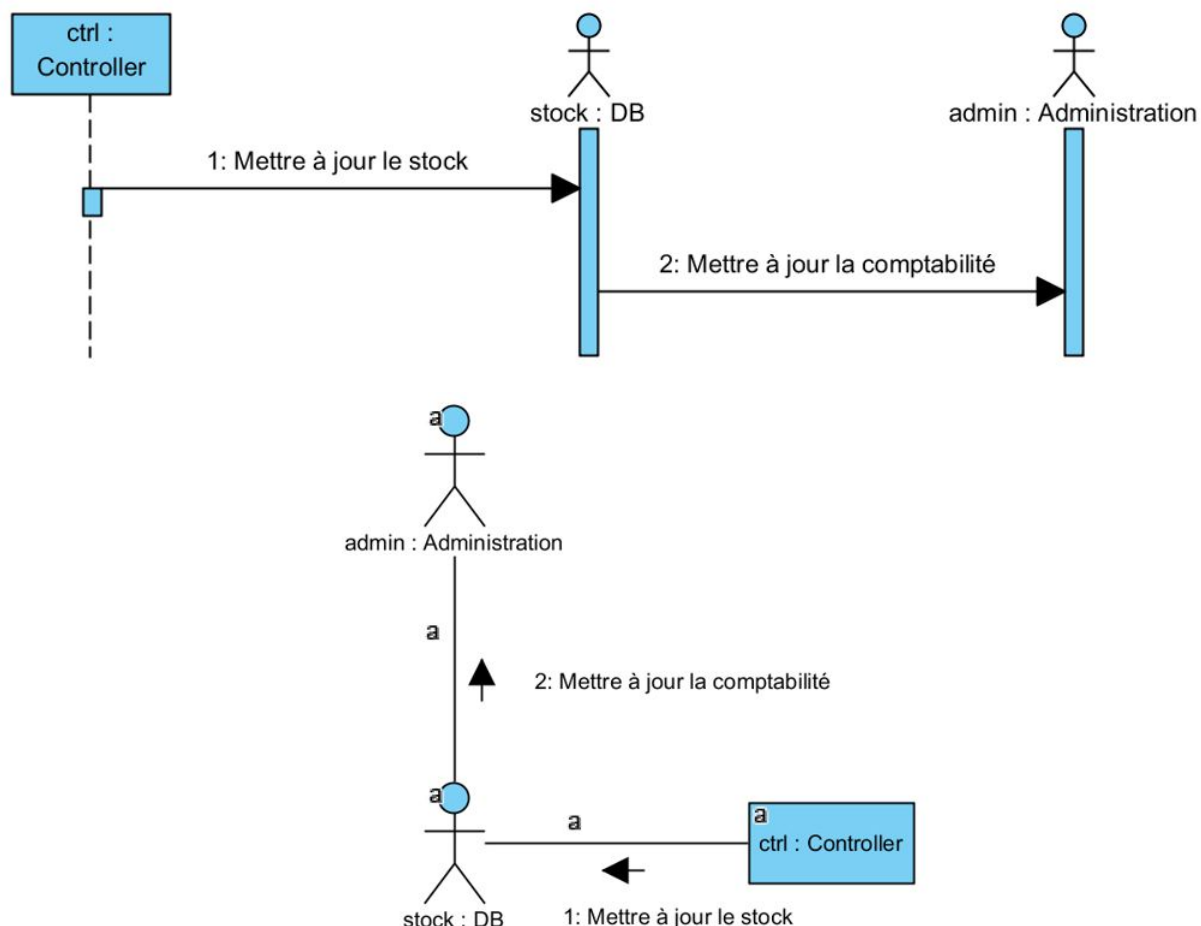 ctrl :
Controller
stock : DB
admin : Administration
1: Mettre à jour le stock
2: Mettre à jour la comptabilité
a
admin : Administration
a
2: Mettre à jour la comptabilité
a
a
a
ctrl : Controller
stock : DB
1: Mettre à jour le stock